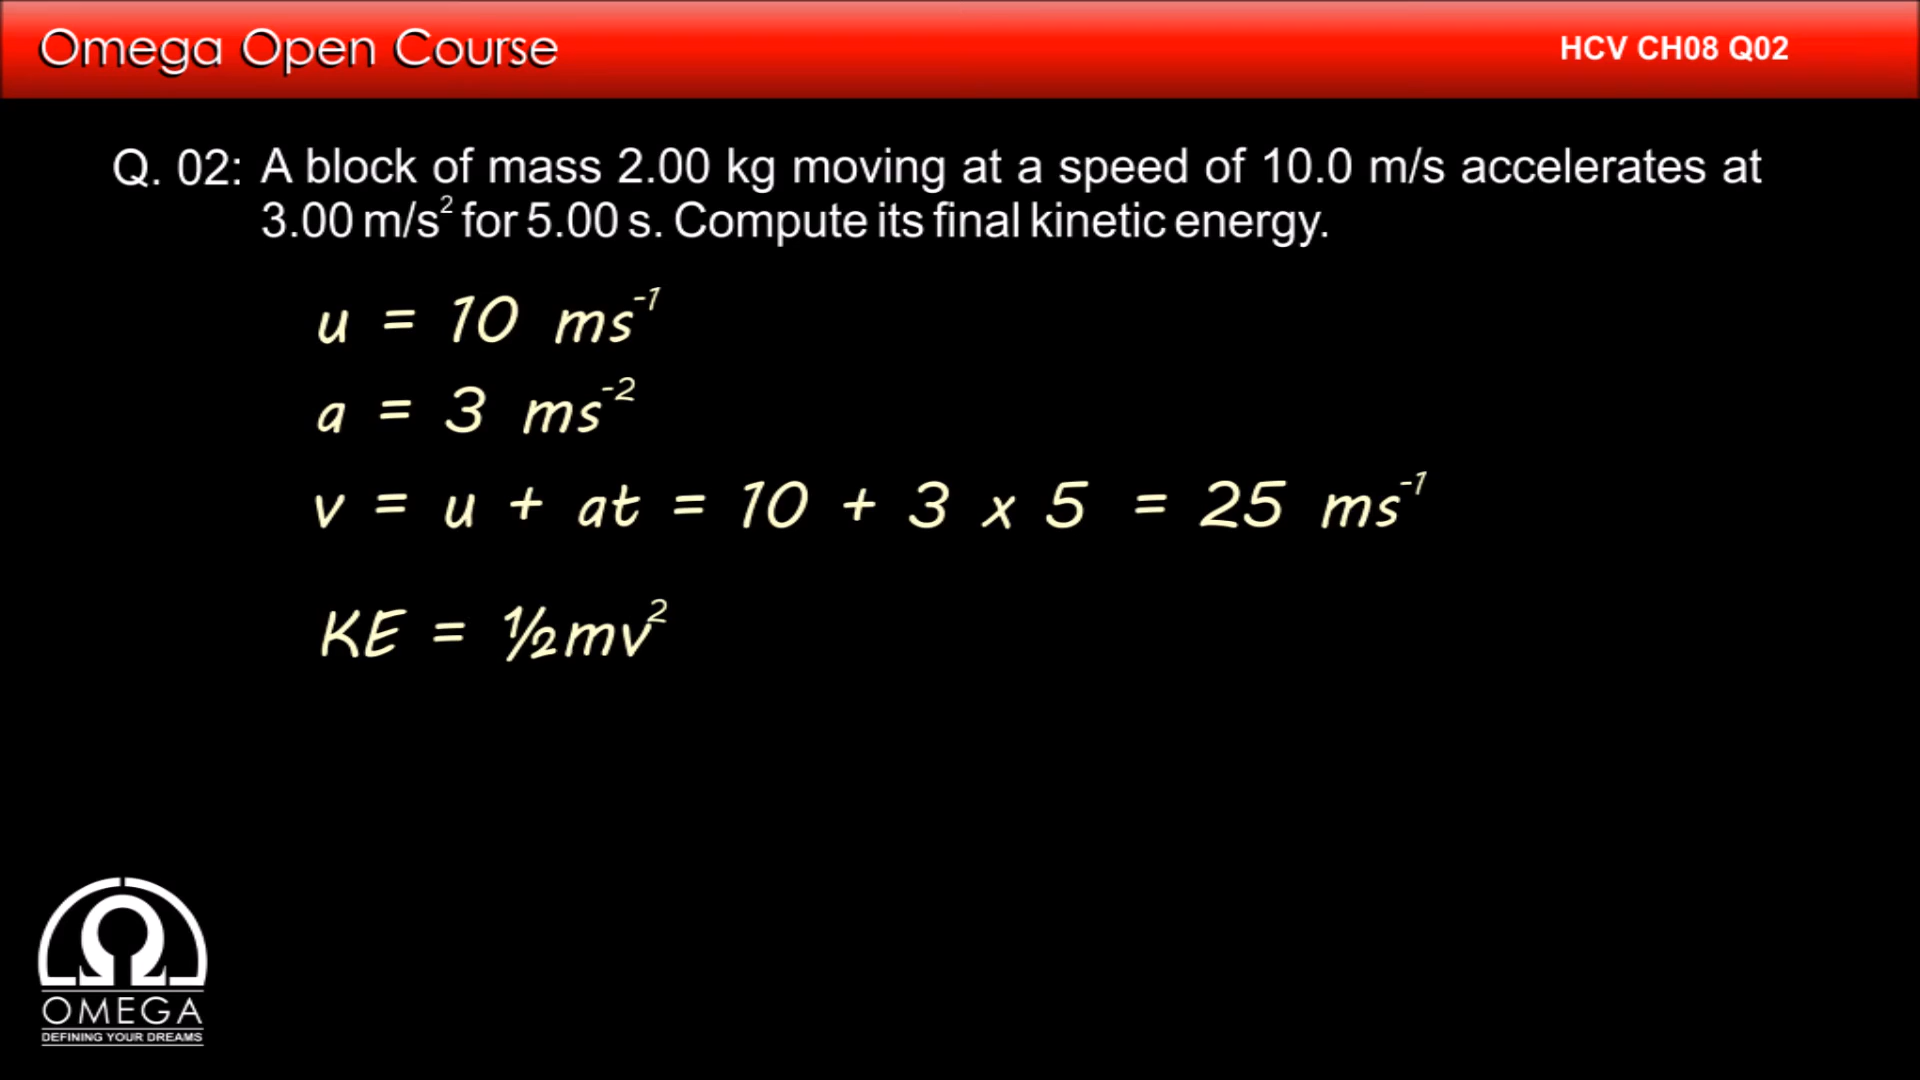 Omega Open Course
HCV CH08 Q02
Q. 02: A block of mass 2.00 kg moving at a speed of 10.0 m/s accelerates at
3.00 m/s² for 5.00 s. Compute its final kinetic energy.
u = 10 ms⁻¹
a = 3 ms⁻²
v = u + at = 10 + 3 x 5 = 25 ms⁻¹
KE = ½mv²
OMEGA
DEFINING YOUR DREAMS